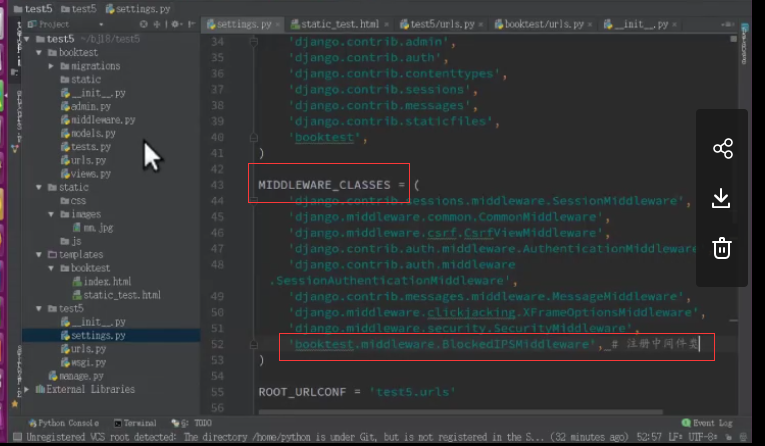 test5 test5 settings.py
Project
settings.py static_test.html test5/urls.py booktest/urls.py __init__.py
test5 ~/bj18/test5
booktest
migrations
static
__init__.py
admin.py
middleware.py
models.py
tests.py
urls.py
views.py
static
css
images
mm.jpg
js
templates
booktest
index.html
static_test.html
test5
__init__.py
settings.py
urls.py
wsgi.py
manage.py
External Libraries
34 'django.contrib.admin',
35 'django.contrib.auth',
36 'django.contrib.contenttypes',
37 'django.contrib.sessions',
38 'django.contrib.messages',
39 'django.contrib.staticfiles',
40 'booktest',
41 )
42
43 MIDDLEWARE_CLASSES = (
44 'django.contrib.sessions.middleware.SessionMiddleware',
45 'django.middleware.common.CommonMiddleware',
46 'django.middleware.csrf.CsrfViewMiddleware',
47 'django.contrib.auth.middleware.AuthenticationMiddleware
48 'django.contrib.auth.middleware
.SessionAuthenticationMiddleware',
49 'django.contrib.messages.middleware.MessageMiddleware',
50 'django.middleware.clickjacking.XFrameOptionsMiddleware',
51 'django.middleware.security.SecurityMiddleware',
52 'booktest.middleware.BlockedIPSMiddleware', # 注册中间件类
53 )
54
55 ROOT_URLCONF = 'test5.urls'
56
Python Console Terminal 6: TODO Event Log
Unregistered VCS root detected: The directory /home/python is under Git, but is not registered in the S... (32 minutes ago) 52:57 LF: UTF-8: